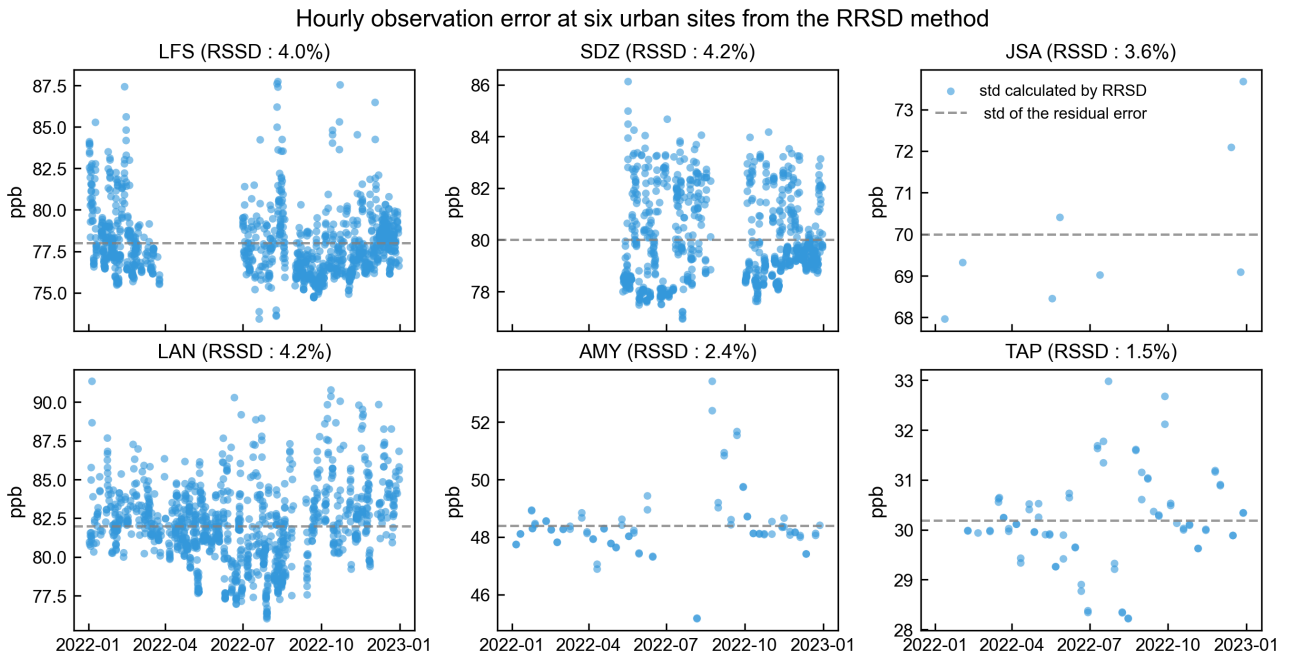 Hourly observation error at six urban sites from the RRSD method
LFS (RSSD : 4.0%)
SDZ (RSSD : 4.2%)
JSA (RSSD : 3.6%)
87.5
85.0
82.5
80.0
77.5
75.0
ppb
86
84
82
80
78
ppb
std calculated by RRSD
std of the residual error
73
72
71
70
69
68
ppb
LAN (RSSD : 4.2%)
AMY (RSSD : 2.4%)
TAP (RSSD : 1.5%)
90.0
87.5
85.0
82.5
80.0
77.5
ppb
2022-01 2022-04 2022-07 2022-10 2023-01
52
50
48
46
ppb
2022-01 2022-04 2022-07 2022-10 2023-01
33
32
31
30
29
28
ppb
2022-01 2022-04 2022-07 2022-10 2023-01